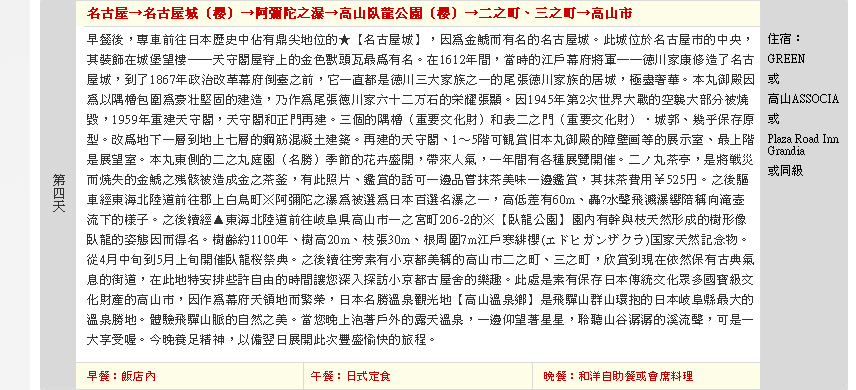 名古屋→名古屋城〔櫻〕→阿彌陀之瀑→高山臥龍公園〔櫻〕→二之町、三之町→高山市
早餐後，專車前往日本歷史中佔有鼎尖地位的★【名古屋城】，因爲金鯱而有名的名古屋城。此城位於名古屋市的中央，
其裝飾在城堡望樓——天守閣屋脊上的金色獸頭瓦最爲有名。在1612年間，當時的江戶幕府將軍——德川家康修造了名古
屋城，到了1867年政治改革幕府倒臺之前，它一直都是德川三大家族之一的尾張德川家族的居城，極盡奢華。本丸御殿因
爲以隅櫓包圍爲豪壯堅固的建造，乃作爲尾張德川家六十二万石的荣耀張顯。因1945年第2次世界大戰的空襲大部分被燒
毀，1959年重建天守閣，天守閣和正門再建。三個的隅櫓（重要文化財）和表二之門（重要文化財）．城郭、幾乎保存原
型。改爲地下一層到地上七層的鋼筋混凝土建築。再建的天守閣、1～5階可観賞旧本丸御殿的障壁画等的展示室、最上階
是展望室。本丸東側的二之丸庭園（名勝）季節的花卉盛開，帶來人氣，一年間有各種展覽開催。二ノ丸茶亭，是將戦災
而焼失的金鯱之残骸被造成金之茶釜，有此照片、鑑賞的話可一邊品嘗抹茶美味一邊鑑賞，其抹茶費用￥525円。之後驅
車經東海北陸道前往郡上白鳥町※阿彌陀之瀑爲被選爲日本百選名瀑之一，高低差有60m、轟?水聲飛濺瀑響陪稱向滝壷
流下的樣子。之後續經▲東海北陸道前往岐阜県高山市一之宮町206-2的※【臥龍公園】園內有幹與枝天然形成的樹形像
臥龍的姿態因而得名。樹齡約1100年、樹高20m、枝張30m、根周圍7m江戶寒緋櫻(エドヒガンザクラ)国家天然記念物。
從4月中旬到5月上旬開催臥龍桜祭典。之後續往旁素有小京都美稱的高山市二之町、三之町，欣賞到現在依然保有古典氣
息的街道，在此地特安排些許自由的時間讓您深入探訪小京都古屋舍的樂趣。此處是素有保存日本傳統文化眾多國寶級文
化財產的高山市，因作爲幕府天領地而繁榮，日本名勝溫泉觀光地【高山溫泉鄉】是飛驒山群山環抱的日本岐阜縣最大的
溫泉勝地。體驗飛驒山脈的自然之美。當您晚上泡著戶外的露天溫泉，一邊仰望著星星，聆聽山谷潺潺的溪流聲，可是一
大享受喔。今晚養足精神，以備翌日展開此次豐盛愉快的旅程。
第四天
住宿：
GREEN
或
高山ASSOCIA
或
Plaza Road Inn
Grandia
或同級
早餐：飯店內
午餐：日式定食
晚餐：和洋自助餐或會席料理